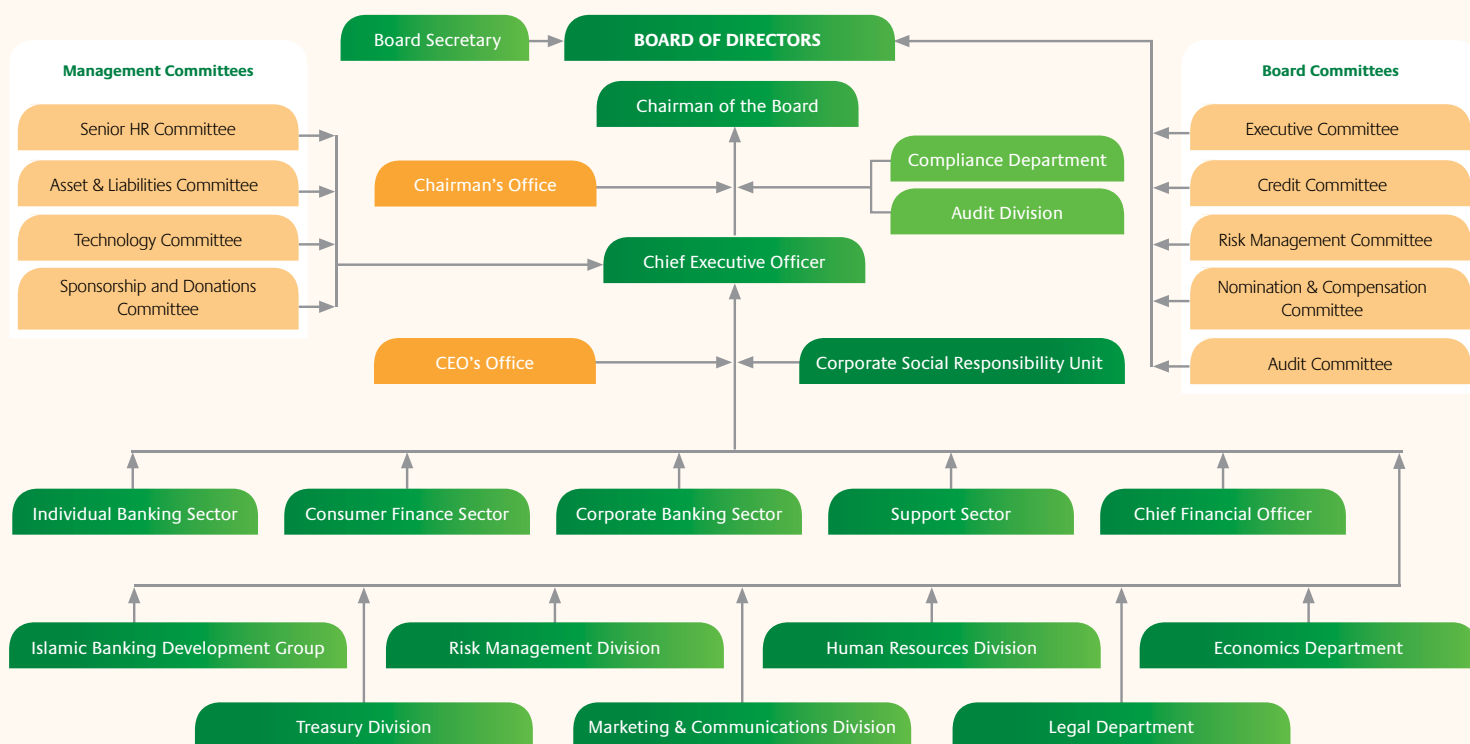 Board Secretary
BOARD OF DIRECTORS
Management Committees
Board Committees
Chairman of the Board
Senior HR Committee
Executive Committee
Compliance Department
Asset & Liabilities Committee
Chairman's Office
Credit Committee
Audit Division
Technology Committee
Risk Management Committee
Chief Executive Officer
Sponsorship and Donations
Committee
Nomination & Compensation
Committee
CEO's Office
Corporate Social Responsibility Unit
Audit Committee
Individual Banking Sector
Consumer Finance Sector
Corporate Banking Sector
Support Sector
Chief Financial Officer
Islamic Banking Development Group
Risk Management Division
Human Resources Division
Economics Department
Treasury Division
Marketing & Communications Division
Legal Department